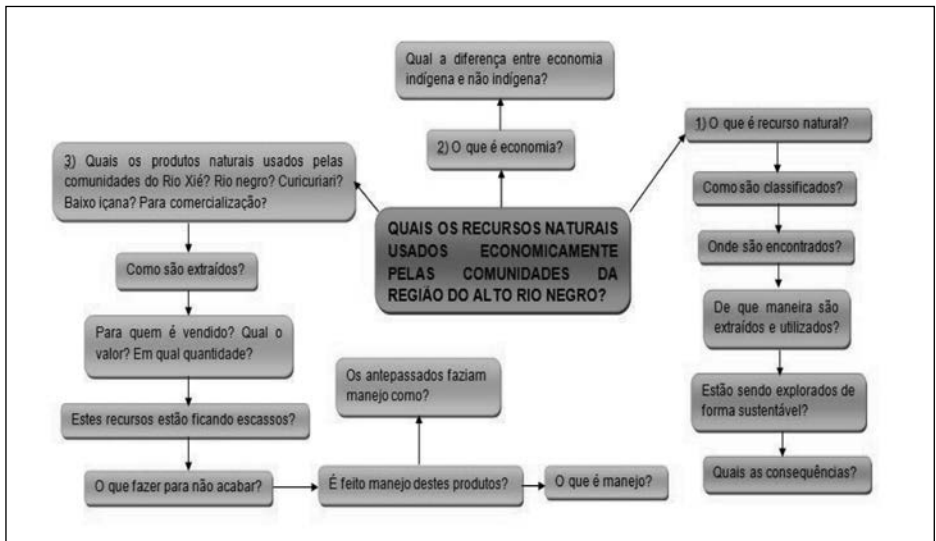 Qual a diferença entre economia
indígena e não indígena?
2) O que é economia?
1) O que é recurso natural?
Como são classificados?
Onde são encontrados?
De que maneira são
extraídos e utilizados?
Estão sendo explorados de
forma sustentável?
Quais as consequências?
3) Quais os produtos naturais usados pelas
comunidades do Rio Xié? Rio negro? Curicuriari?
Baixo içana? Para comercialização?
QUAIS OS RECURSOS NATURAIS
USADOS ECONOMICAMENTE
PELAS COMUNIDADES DA
REGIÃO DO ALTO RIO NEGRO?
Como são extraídos?
Para quem é vendido? Qual o
valor? Em qual quantidade?
Estes recursos estão ficando escassos?
O que fazer para não acabar?
Os antepassados faziam
manejo como?
É feito manejo destes produtos?
O que é manejo?